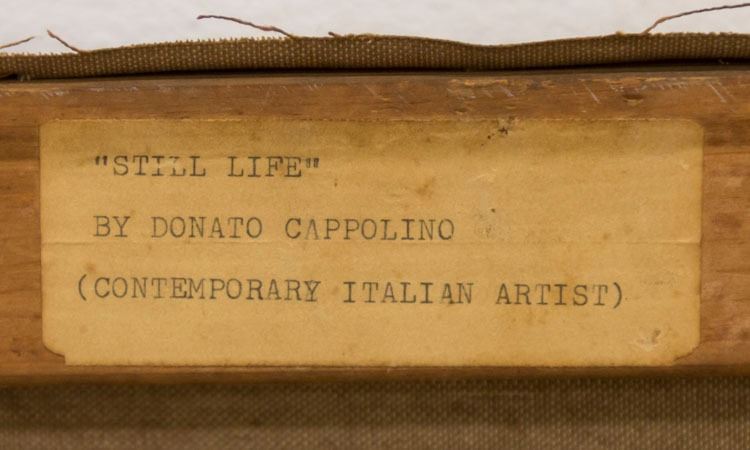 "STILL LIFE"
BY DONATO CAPPOLINO
(CONTEMPORARY ITALIAN ARTIST)